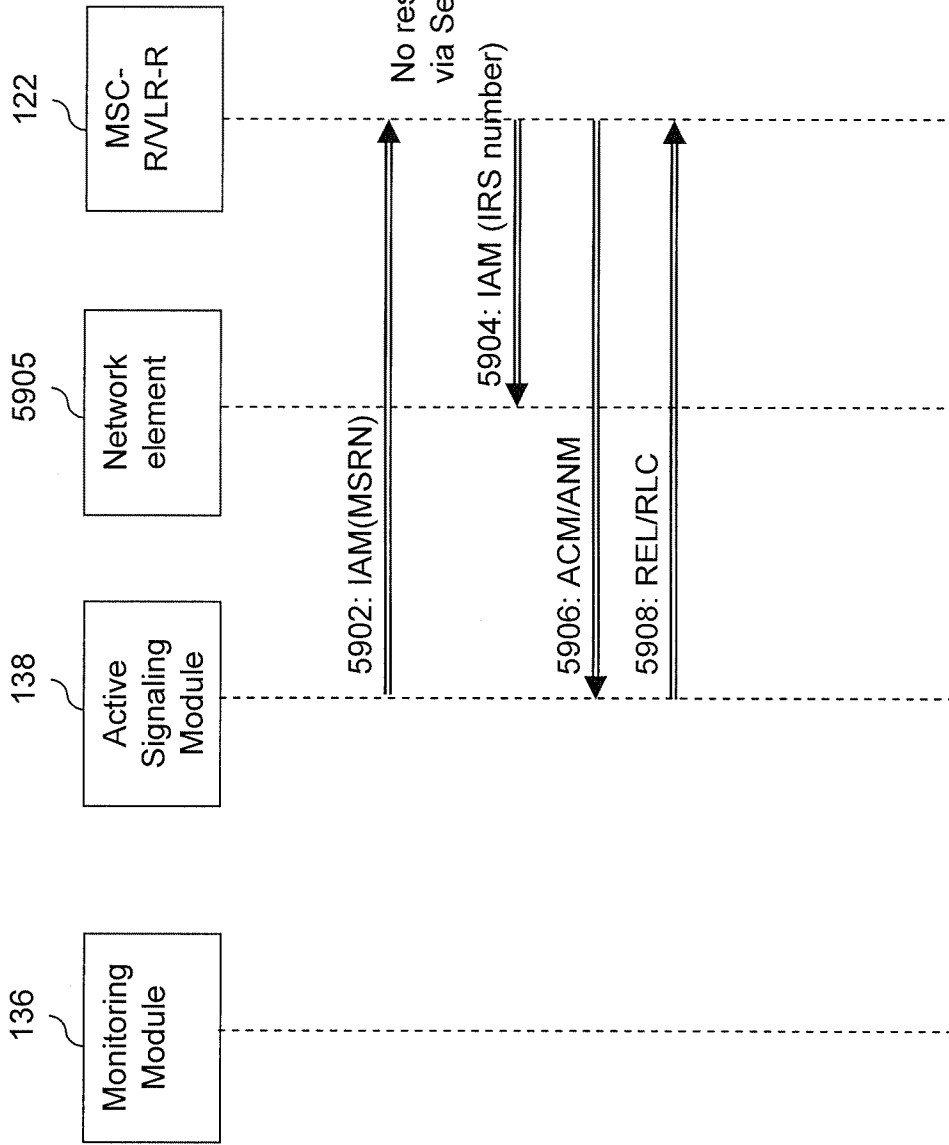 136
Monitoring
Module
138
Active
Signaling
Module
5905
Network
element
122
MSC-
R/VLR-R
5902: IAM(MSRN)
No res
via Se
5904: IAM (IRS number)
5906: ACM/ANM
5908: REL/RLC